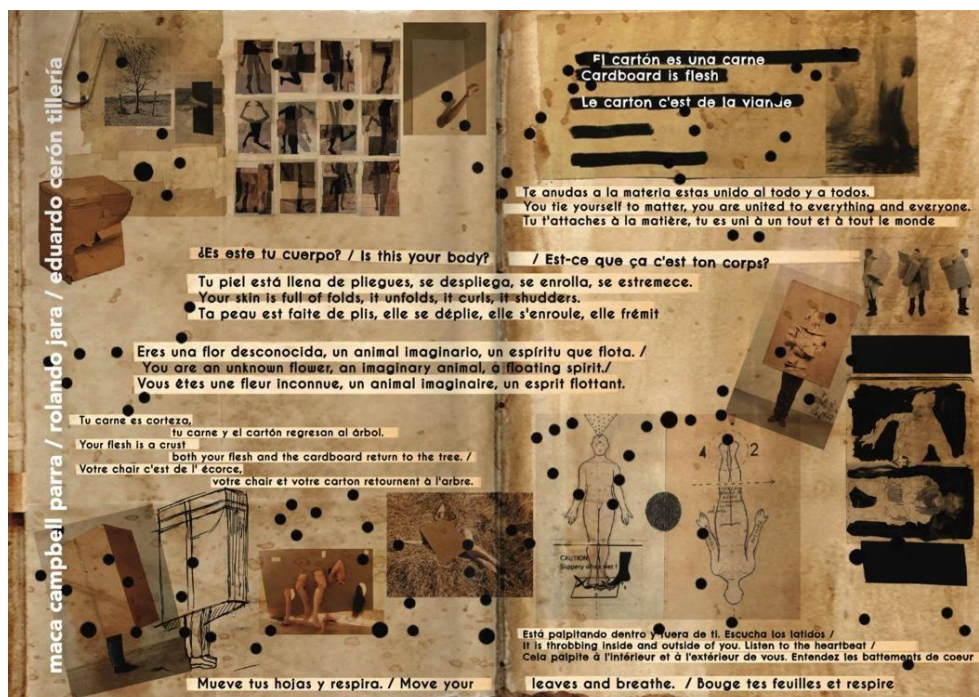 maca campbell parra / rolando jara / eduardo cerón tillería
El cartón es una carne
Cardboard is flesh
Le carton c'est de la viande
Te anudas a la materia estas unido al todo y a todos.
You tie yourself to matter, you are united to everything and everyone.
Tu t'attaches à la matière, tu es uni à un tout et à tout le monde
¿Es este tu cuerpo? / Is this your body? / Est-ce que ça c'est ton corps?
Tu piel está llena de pliegues, se despliega, se enrolla, se estremece.
Your skin is full of folds, it unfolds, it curls, it shudders.
Ta peau est faite de plis, elle se déplie, elle s'enroule, elle frémit
Eres una flor desconocida, un animal imaginario, un espíritu que flota. /
You are an unknown flower, an imaginary animal, a floating spirit./
Vous êtes une fleur inconnue, un animal imaginaire, un esprit flottant.
Tu carne es corteza,
tu carne y el cartón regresan al árbol.
Your flesh is a crust
both your flesh and the cardboard return to the tree. /
Votre chair c'est de l' écorce,
votre chair et votre carton retournent à l'arbre.
4 2
CAUTION
Slippery when wet !
Está palpitando dentro y fuera de ti. Escucha los latidos /
It is throbbing inside and outside of you. Listen to the heartbeat /
Cela palpite à l'intérieur et à l'extérieur de vous. Entendez les battements de coeur
Mueve tus hojas y respira. / Move your leaves and breathe. / Bouge tes feuilles et respire